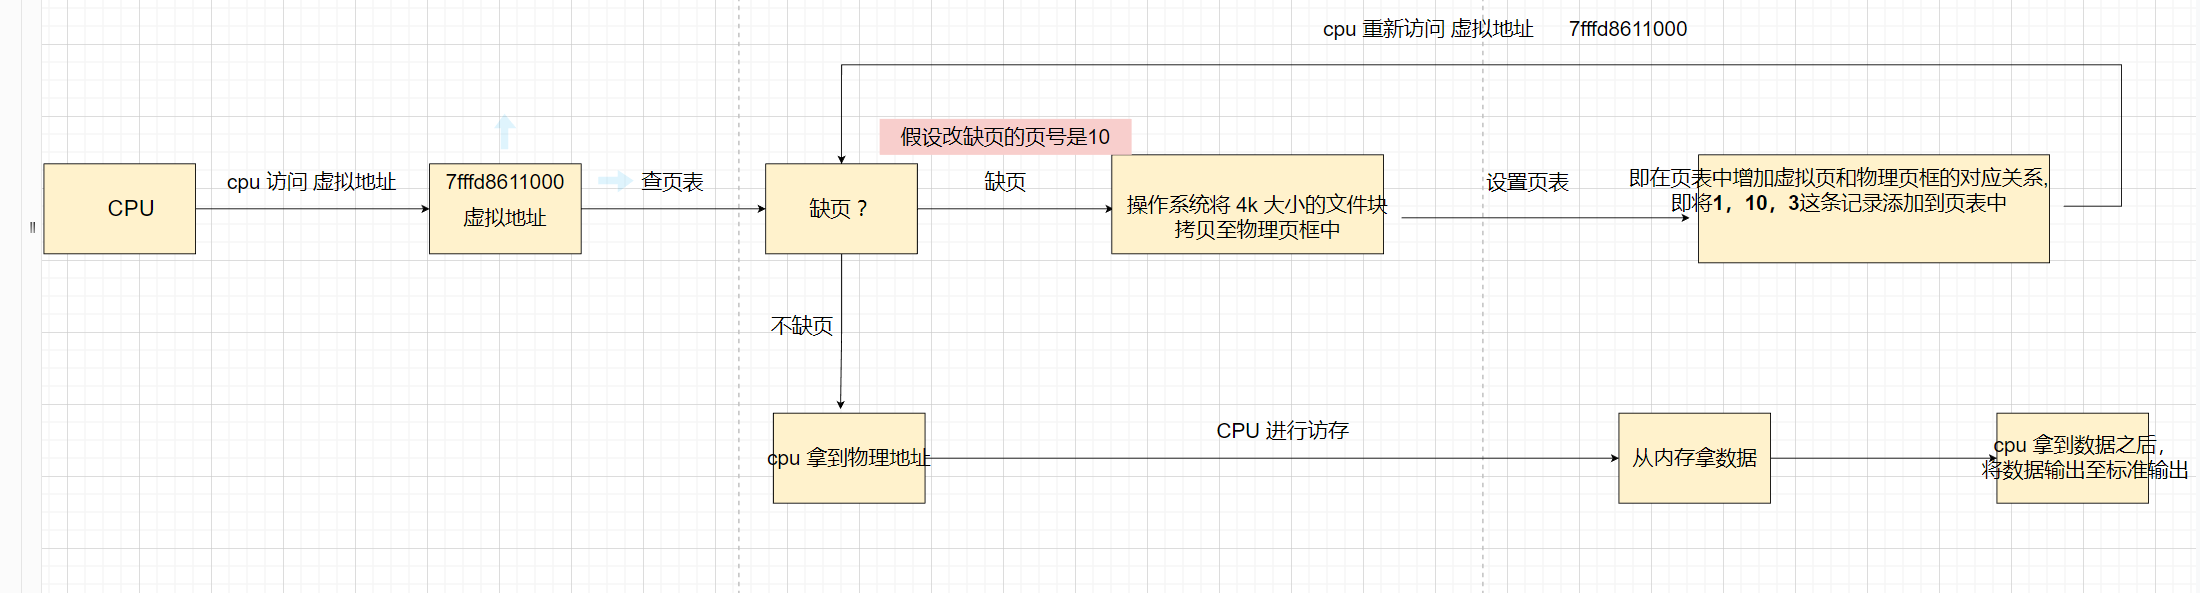 cpu 重新访问 虚拟地址 7fffd8611000
假设改缺页的页号是10
CPU
cpu 访问 虚拟地址
7fffd8611000
虚拟地址
查页表
缺页？
缺页
操作系统将 4k 大小的文件块
拷贝至物理页框中
设置页表
即在页表中增加虚拟页和物理页框的对应关系，
即将1，10，3这条记录添加到页表中
不缺页
cpu 拿到物理地址
CPU 进行访存
从内存拿数据
cpu 拿到数据之后，
将数据输出至标准输出